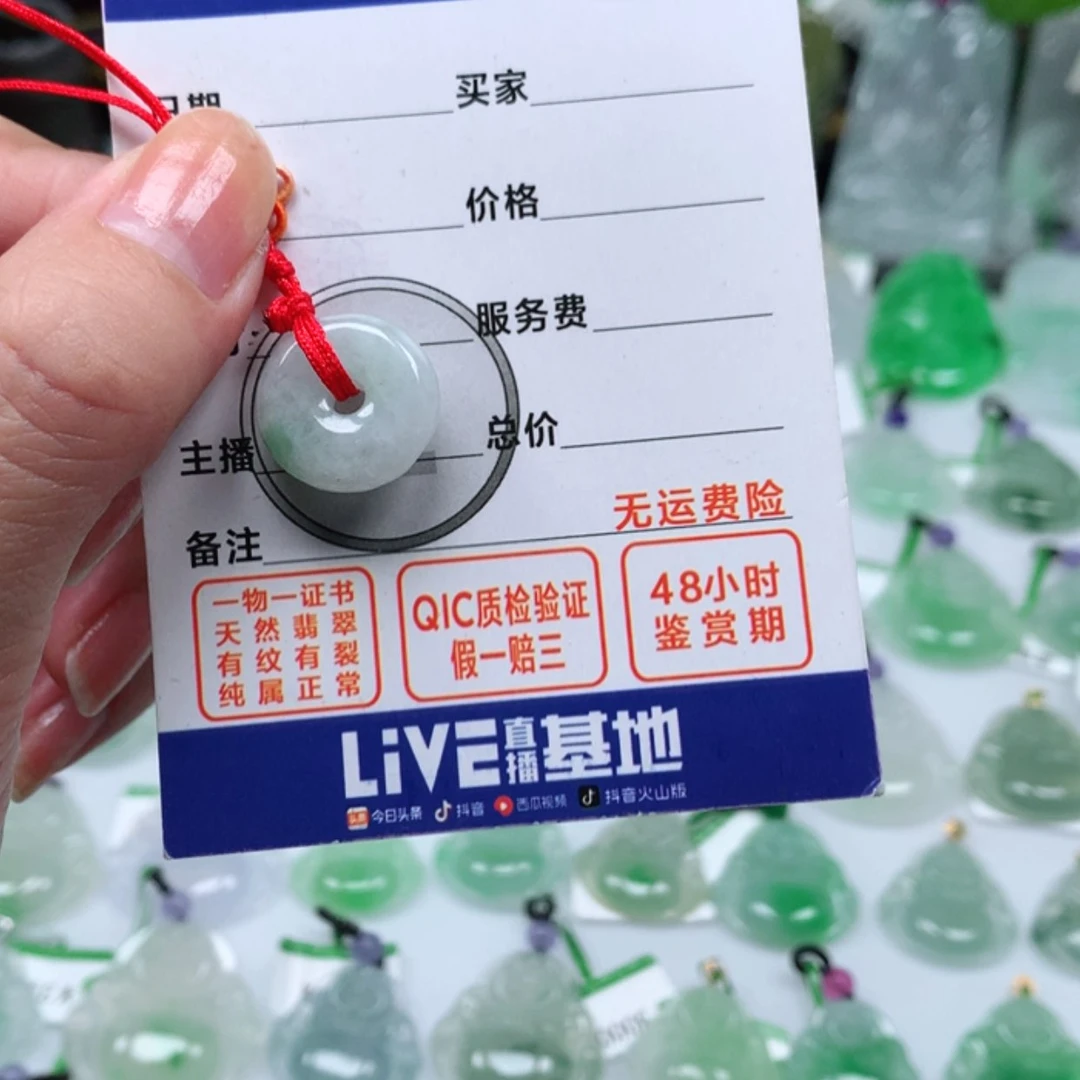 日期 买家
价格
服务费
主播 总价
无运费险
备注
一物一证书
天然翡翠
有纹有裂
纯属正常
QIC质检验证
假一赔三
48小时
鉴赏期
LiVE直播基地
今日头条 抖音 西瓜视频 抖音火山版